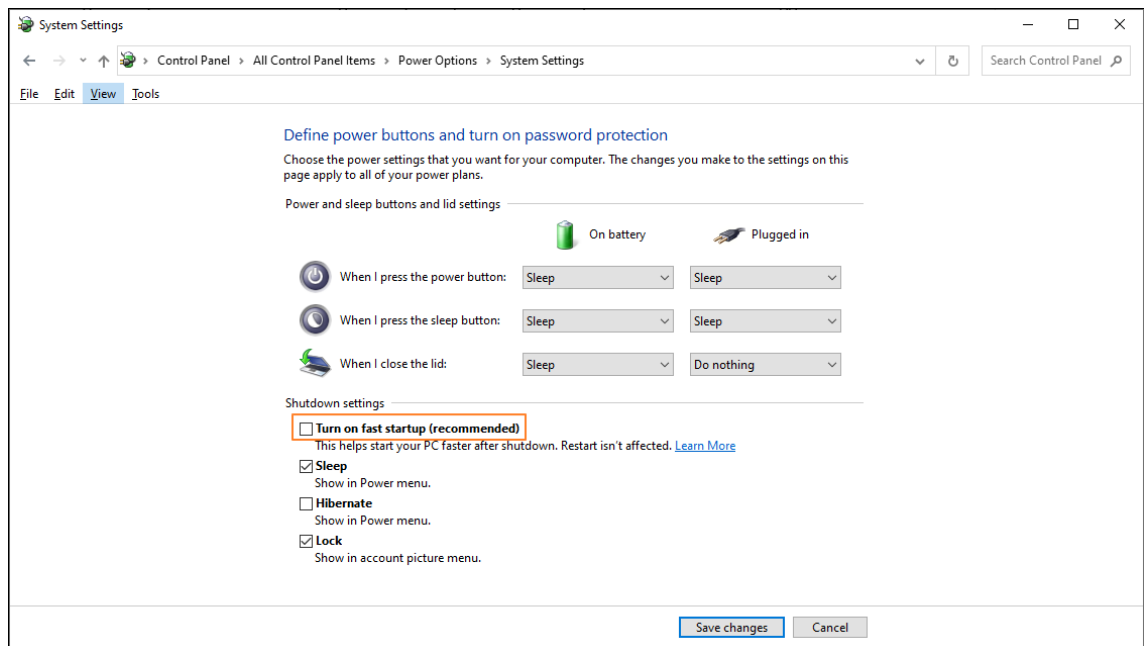 System Settings
Control Panel > All Control Panel Items > Power Options > System Settings
Search Control Panel
File Edit View Tools
Define power buttons and turn on password protection
Choose the power settings that you want for your computer. The changes you make to the settings on this
page apply to all of your power plans.
Power and sleep buttons and lid settings
On battery Plugged in
When I press the power button: Sleep Sleep
When I press the sleep button: Sleep Sleep
When I close the lid: Sleep Do nothing
Shutdown settings
Turn on fast startup (recommended)
This helps start your PC faster after shutdown. Restart isn't affected. Learn More
Sleep
Show in Power menu.
Hibernate
Show in Power menu.
Lock
Show in account picture menu.
Save changes Cancel